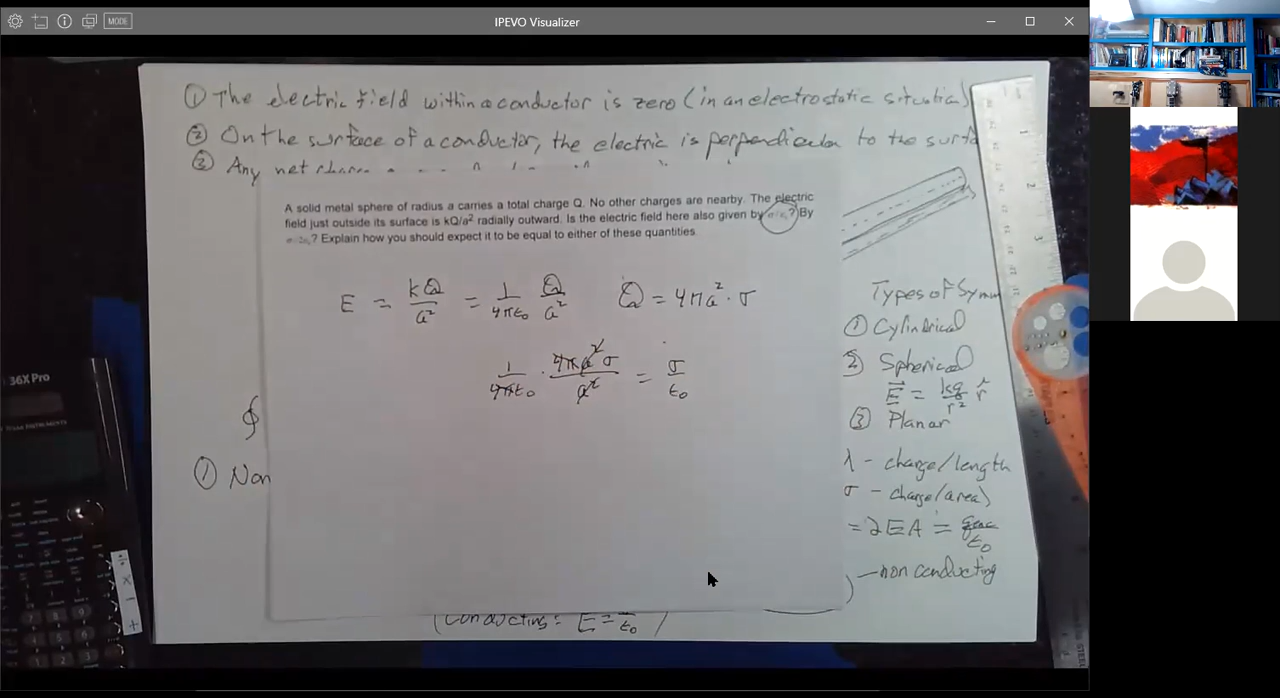 IPEVO Visualizer
MODE
① The electric field within a conductor is zero (in an electrostatic situation)
② On the surface of a conductor, the electric is perpendicular to the surfa
③ Any net
A solid metal sphere of radius a carries a total charge Q. No other charges are nearby. The electric
field just outside its surface is kQ/a² radially outward. Is the electric field here also given by σ/ε₀? By
σ/2ε₀? Explain how you should expect it to be equal to either of these quantities.
E = kQ/a² = 1/4πε₀ Q/a² Q = 4πa² · σ
1/4πε₀ · 4πa²σ/a² = σ/ε₀
∮
① Non
Types of Symm
① Cylindrical
② Spherical
E⃗ = kq/r² r̂
③ Planar
λ - charge/length
σ - charge/area)
= 2EA = qenc/ε₀
) - non conducting
(conducting: E = /ε₀ )
36X Pro
TEXAS INSTRUMENTS